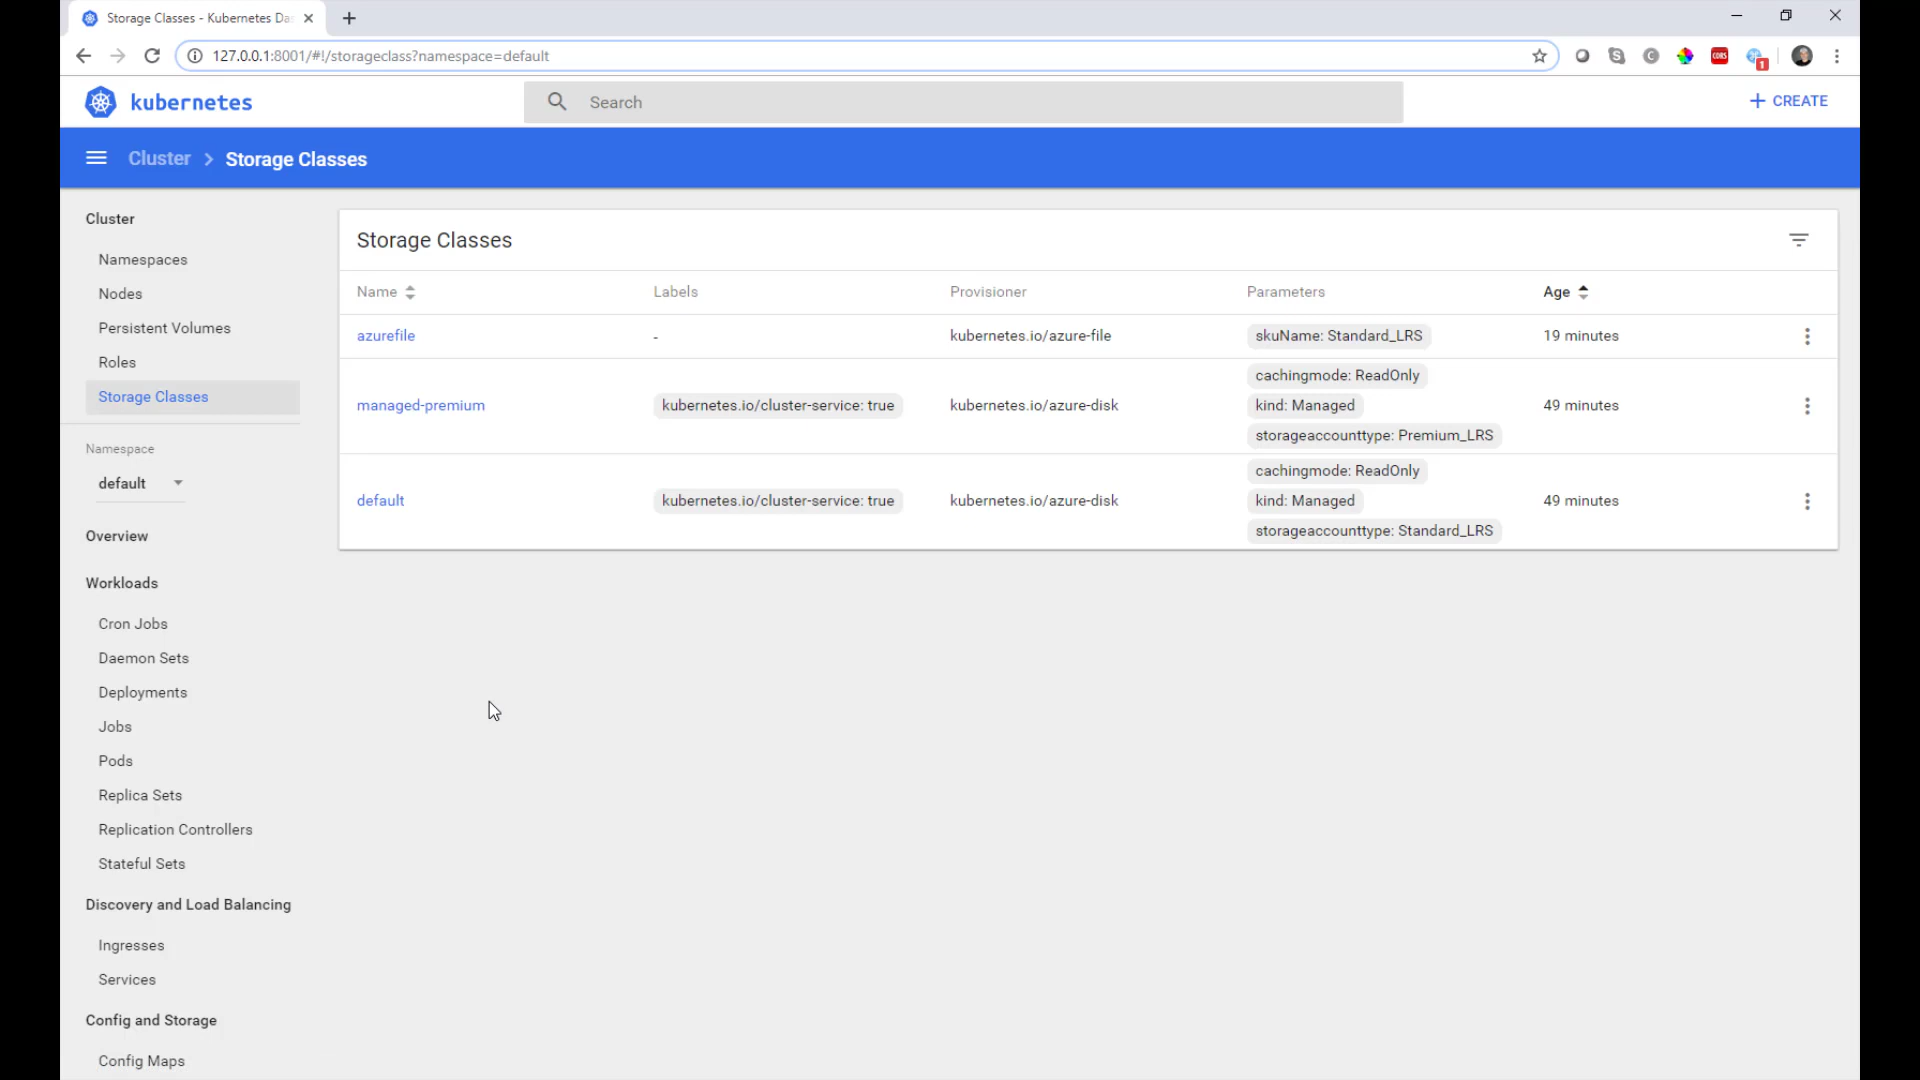 Storage Classes - Kubernetes Da
127.0.0.1:8001/#!/storageclass?namespace=default
CORS
1
kubernetes
Search
CREATE
Cluster
Storage Classes
Cluster
Namespaces
Nodes
Persistent Volumes
Roles
Storage Classes
Namespace
default
Overview
Workloads
Cron Jobs
Daemon Sets
Deployments
Jobs
Pods
Replica Sets
Replication Controllers
Stateful Sets
Discovery and Load Balancing
Ingresses
Services
Config and Storage
Config Maps
Storage Classes
Name Labels Provisioner Parameters Age
azurefile - kubernetes.io/azure-file skuName: Standard_LRS 19 minutes
cachingmode: ReadOnly
managed-premium kubernetes.io/cluster-service: true kubernetes.io/azure-disk kind: Managed 49 minutes
storageaccounttype: Premium_LRS
cachingmode: ReadOnly
default kubernetes.io/cluster-service: true kubernetes.io/azure-disk kind: Managed 49 minutes
storageaccounttype: Standard_LRS